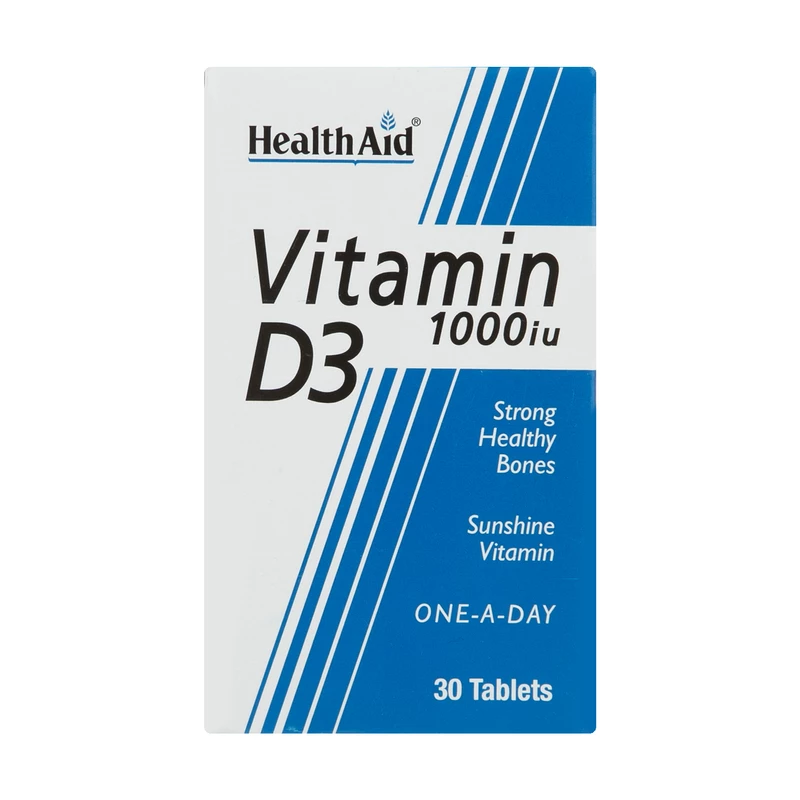 HealthAid®
Vitamin
D3 1000iu
Strong
Healthy
Bones
Sunshine
Vitamin
ONE-A-DAY
30 Tablets